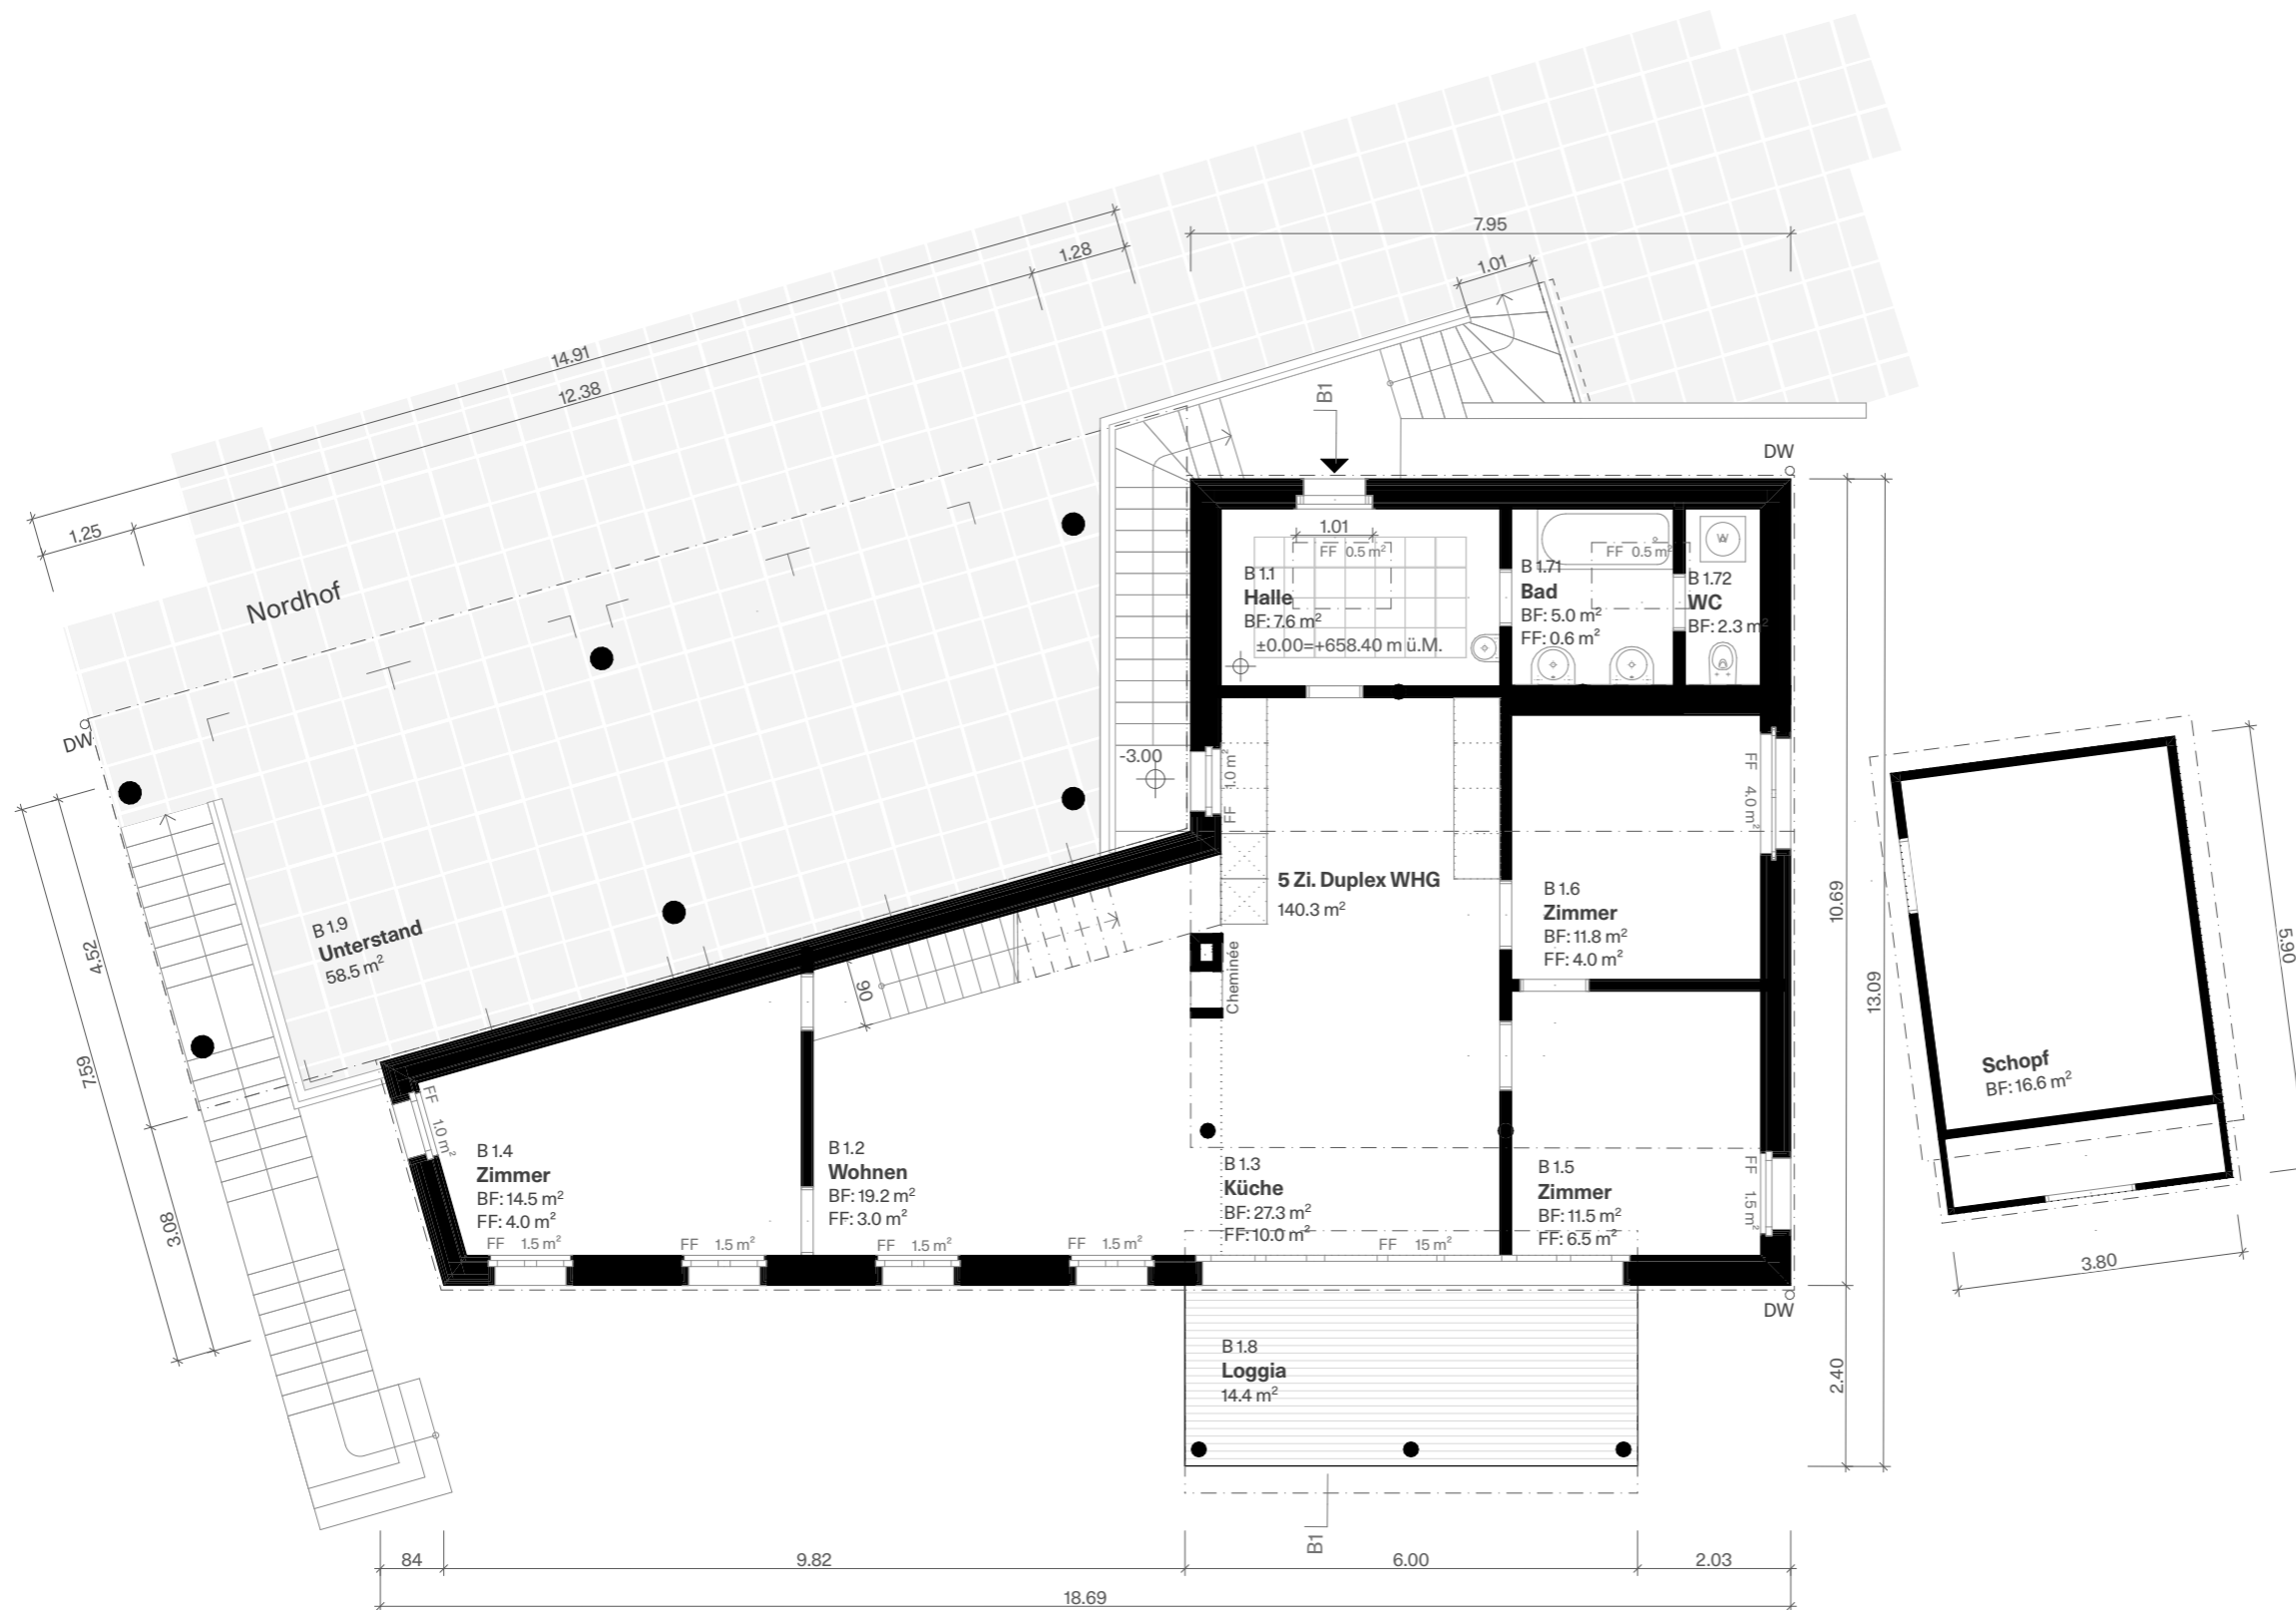 7.95
1.28
1.01
14.91
12.38
B1
DW
1.25
1.01
FF 0.5 m²
FF 0.5 m²
W
B 1.1
Halle
BF: 7.6 m²
±0.00=+658.40 m ü.M.
B 1.71
Bad
BF: 5.0 m²
FF: 0.6 m²
B 1.72
WC
BF: 2.3 m²
Nordhof
DW
-3.00
FF 1.0 m²
FF 4.0 m²
5 Zi. Duplex WHG
140.3 m²
B 1.6
Zimmer
BF: 11.8 m²
FF: 4.0 m²
B 1.9
Unterstand
58.5 m²
90
Cheminée
10.69
13.09
5.90
4.52
7.59
3.08
Schopf
BF: 16.6 m²
3.80
FF 1.0 m²
B 1.4
Zimmer
BF: 14.5 m²
FF: 4.0 m²
B 1.2
Wohnen
BF: 19.2 m²
FF: 3.0 m²
B 1.3
Küche
BF: 27.3 m²
FF: 10.0 m²
B 1.5
Zimmer
BF: 11.5 m²
FF: 6.5 m²
FF 1.5 m²
FF 1.5 m²
FF 1.5 m²
FF 1.5 m²
FF 1.5 m²
FF 15 m²
DW
B 1.8
Loggia
14.4 m²
2.40
B1
84
9.82
6.00
2.03
18.69